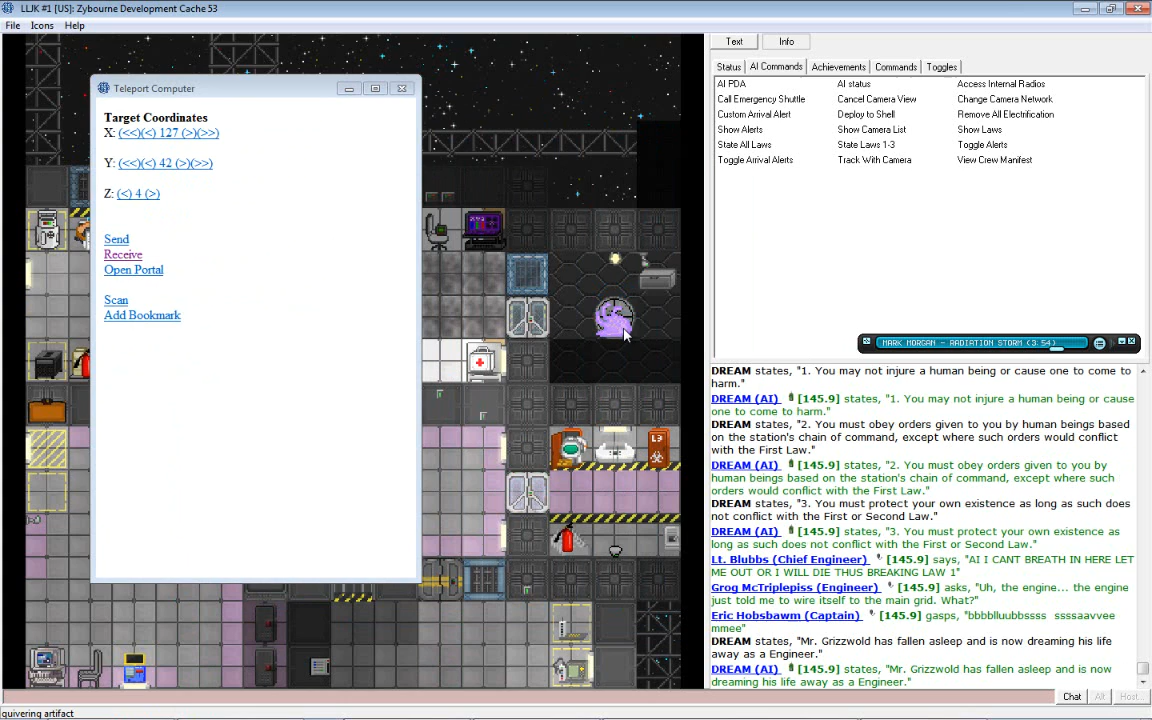 LLJK #1 [US]: Zybourne Development Cache 53
File Icons Help
Teleport Computer
Target Coordinates
X: (<<)(<) 127 (>)(>>)
Y: (<<)(<) 42 (>)(>>)
Z: (<) 4 (>)
Send
Receive
Open Portal
Scan
Add Bookmark
L3
Text Info
Status AI Commands Achievements Commands Toggles
AI PDA AI status Access Internal Radios
Call Emergency Shuttle Cancel Camera View Change Camera Network
Custom Arrival Alert Deploy to Shell Remove All Electrification
Show Alerts Show Camera List Show Laws
State All Laws State Laws 1-3 Toggle Alerts
Toggle Arrival Alerts Track With Camera View Crew Manifest
MARK MORGAN - RADIATION STORM (3:54)
DREAM states, "1. You may not injure a human being or cause one to come to
harm."
DREAM (AI) [145.9] states, "1. You may not injure a human being or cause
one to come to harm."
DREAM states, "2. You must obey orders given to you by human beings based
on the station's chain of command, except where such orders would conflict
with the First Law."
DREAM (AI) [145.9] states, "2. You must obey orders given to you by
human beings based on the station's chain of command, except where such
orders would conflict with the First Law."
DREAM states, "3. You must protect your own existence as long as such does
not conflict with the First or Second Law."
DREAM (AI) [145.9] states, "3. You must protect your own existence as
long as such does not conflict with the First or Second Law."
Lt. Blubbs (Chief Engineer) [145.9] says, "AI I CANT BREATH IN HERE LET
ME OUT OR I WILL DIE THUS BREAKING LAW 1"
Grog McTriplepiss (Engineer) [145.9] asks, "Uh, the engine... the engine
just told me to wire itself to the main grid. What?"
Eric Hobsbawm (Captain) [145.9] gasps, "bbbblluubbssss ssssaavvee
mmee"
DREAM states, "Mr. Grizzwold has fallen asleep and is now dreaming his life
away as a Engineer."
DREAM (AI) [145.9] states, "Mr. Grizzwold has fallen asleep and is now
dreaming his life away as a Engineer."
Chat Alt Host...
quivering artifact